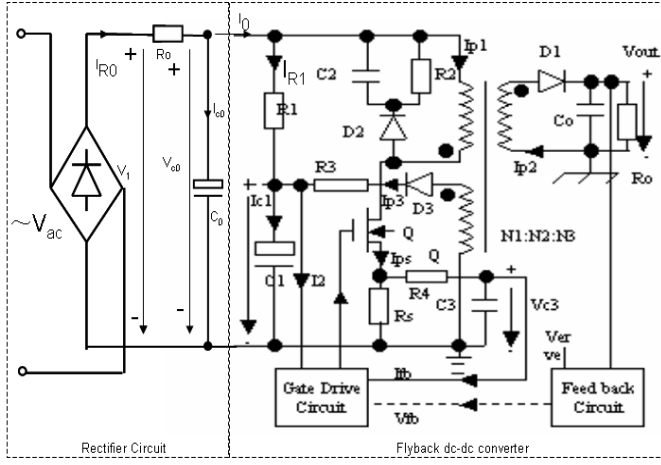 I0
Ro
IR0
IR1
Ic0
V1
Vc0
C0
~Vac
Rectifier Circuit
C2
R2
Ip1
D1
Vout
R1
D2
Co
Ip2
Ro
R3
Ic1
Ip3
D3
N1:N2:N3
Q
Ips
Q
C1
I2
R4
C3
Vc3
Rs
Ver
ve
Ifb
Gate Drive
Circuit
Vfb
Feed back
Circuit
Flyback dc-dc converter
+
+
-
-
+
-
+
-
+
-